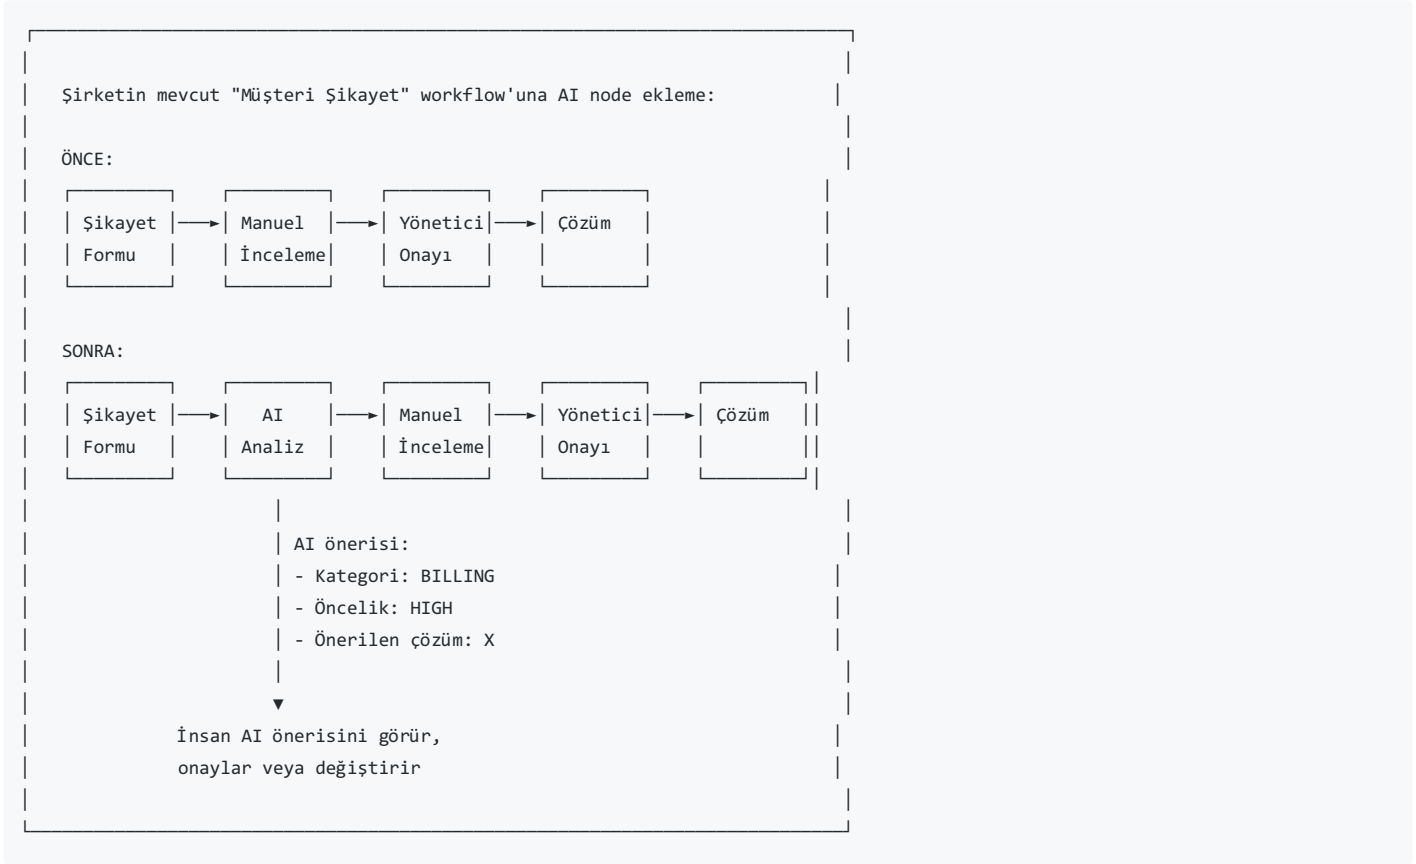 Şirketin mevcut "Müşteri Şikayet" workflow'una AI node ekleme:
ÖNCE:
Şikayet Manuel Yönetici Çözüm
Formu İnceleme Onayı
SONRA:
Şikayet AI Manuel Yönetici Çözüm
Formu Analiz İnceleme Onayı
AI önerisi:
- Kategori: BILLING
- Öncelik: HIGH
- Önerilen çözüm: X
İnsan AI önerisini görür,
onaylar veya değiştirir